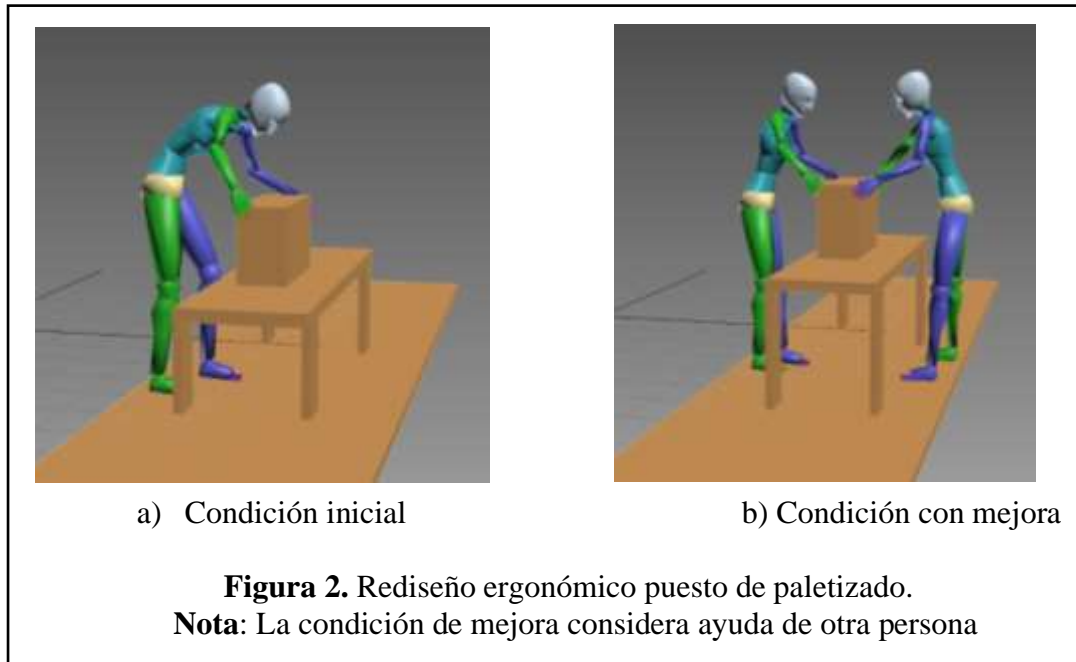 a) Condición inicial
b) Condición con mejora
Figura 2. Rediseño ergonómico puesto de paletizado.
Nota: La condición de mejora considera ayuda de otra persona